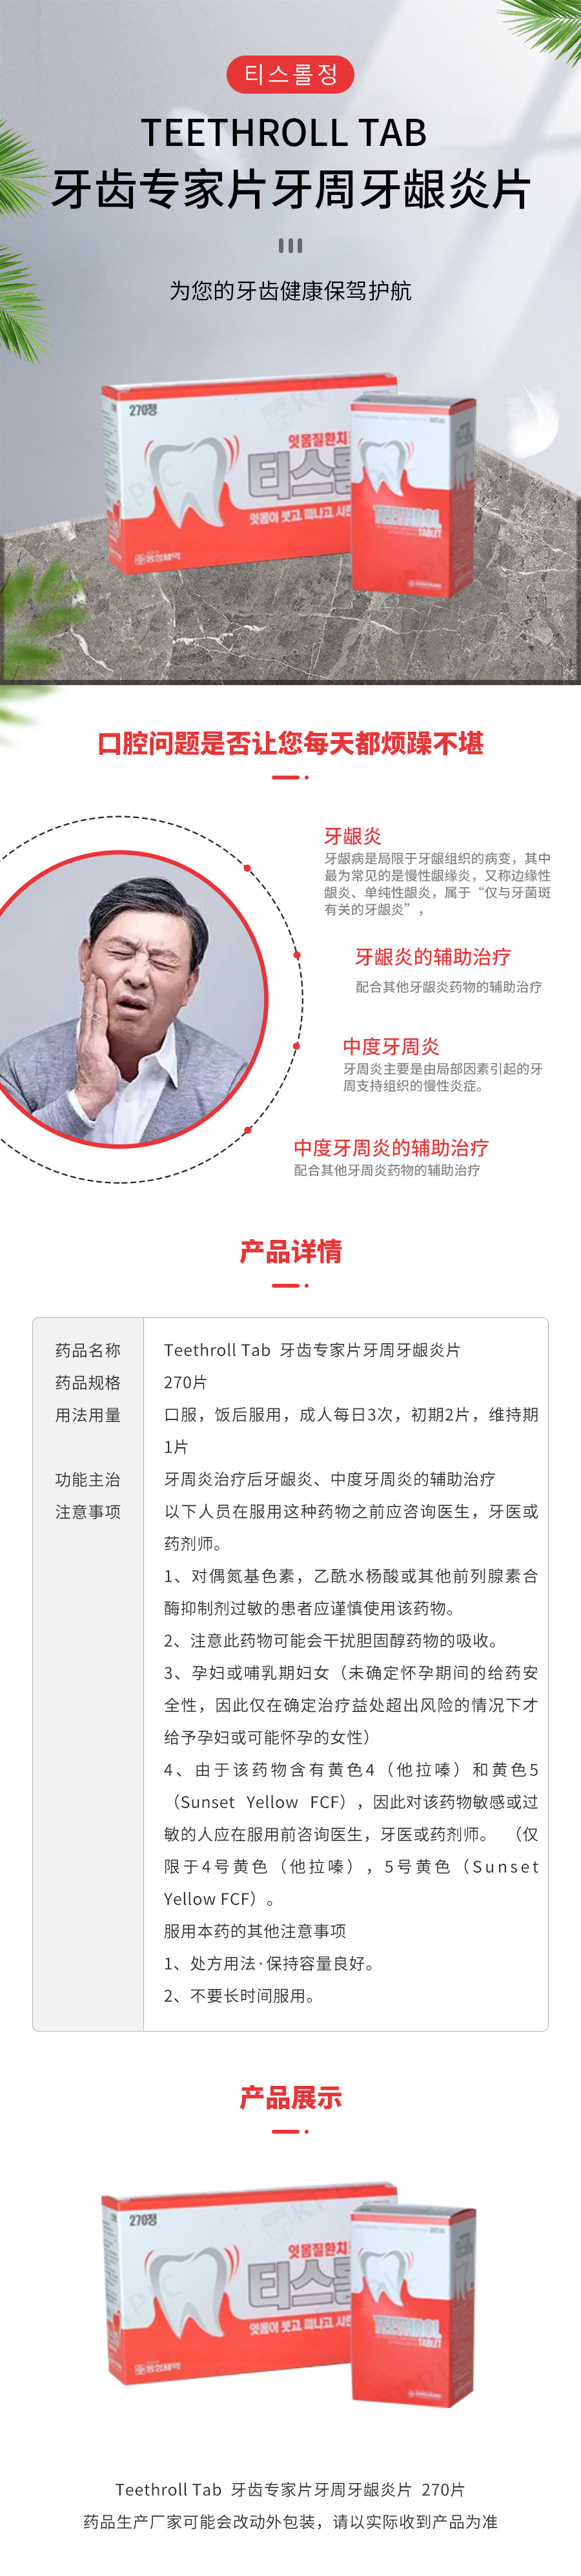 티스롤정
TEETHROLL TAB
牙齿专家片牙周牙龈炎片
为您的牙齿健康保驾护航
270정
잇몸질환치
티스롤
잇몸이 붓고, 피나고, 시린
동성제약
TEETHROL
TABLET
口腔问题是否让您每天都烦躁不堪
牙龈炎
牙龈病是局限于牙龈组织的病变，其中
最为常见的是慢性龈缘炎，又称边缘性
龈炎、单纯性龈炎，属于“仅与牙菌斑
有关的牙龈炎”，
牙龈炎的辅助治疗
配合其他牙龈炎药物的辅助治疗
中度牙周炎
牙周炎主要是由局部因素引起的牙
周支持组织的慢性炎症。
中度牙周炎的辅助治疗
配合其他牙周炎药物的辅助治疗
产品详情
药品名称 Teethroll Tab 牙齿专家片牙周牙龈炎片
药品规格 270片
用法用量 口服，饭后服用，成人每日3次，初期2片，维持期
1片
功能主治 牙周炎治疗后牙龈炎、中度牙周炎的辅助治疗
注意事项 以下人员在服用这种药物之前应咨询医生，牙医或
药剂师。
1、对偶氮基色素，乙酰水杨酸或其他前列腺素合
酶抑制剂过敏的患者应谨慎使用该药物。
2、注意此药物可能会干扰胆固醇药物的吸收。
3、孕妇或哺乳期妇女（未确定怀孕期间的给药安
全性，因此仅在确定治疗益处超出风险的情况下才
给予孕妇或可能怀孕的女性）
4、由于该药物含有黄色4（他拉嗪）和黄色5
（Sunset Yellow FCF），因此对该药物敏感或过
敏的人应在服用前咨询医生，牙医或药剂师。 （仅
限于4号黄色（他拉嗪），5号黄色（Sunset
Yellow FCF）。
服用本药的其他注意事项
1、处方用法·保持容量良好。
2、不要长时间服用。
产品展示
270정
잇몸질환치
티스롤
잇몸이 붓고, 피나고, 시린
동성제약
TEETHROL
TABLET
Teethroll Tab 牙齿专家片牙周牙龈炎片 270片
药品生产厂家可能会改动外包装，请以实际收到产品为准